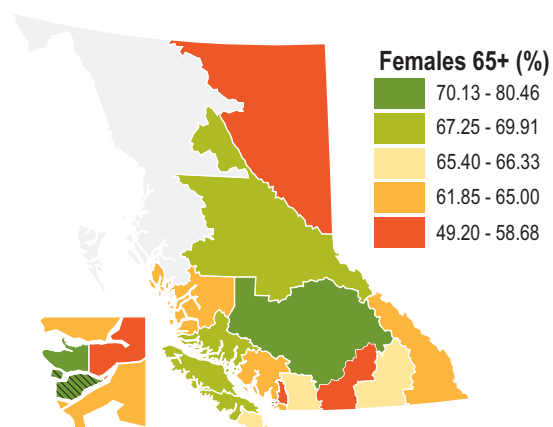 Females 65+ (%)
70.13 - 80.46
67.25 - 69.91
65.40 - 66.33
61.85 - 65.00
49.20 - 58.68